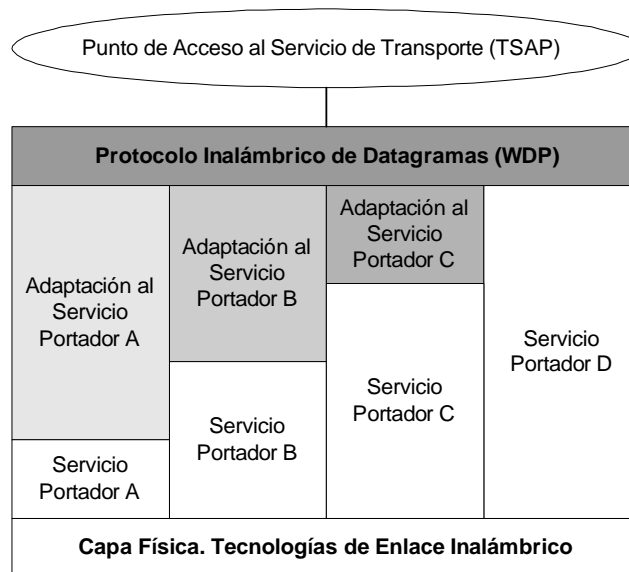 Punto de Acceso al Servicio de Transporte (TSAP)
Protocolo Inalámbrico de Datagramas (WDP)
Adaptación al
Servicio
Portador A
Adaptación al
Servicio
Portador B
Adaptación al
Servicio
Portador C
Servicio
Portador D
Servicio
Portador A
Servicio
Portador B
Servicio
Portador C
Capa Física. Tecnologías de Enlace Inalámbrico